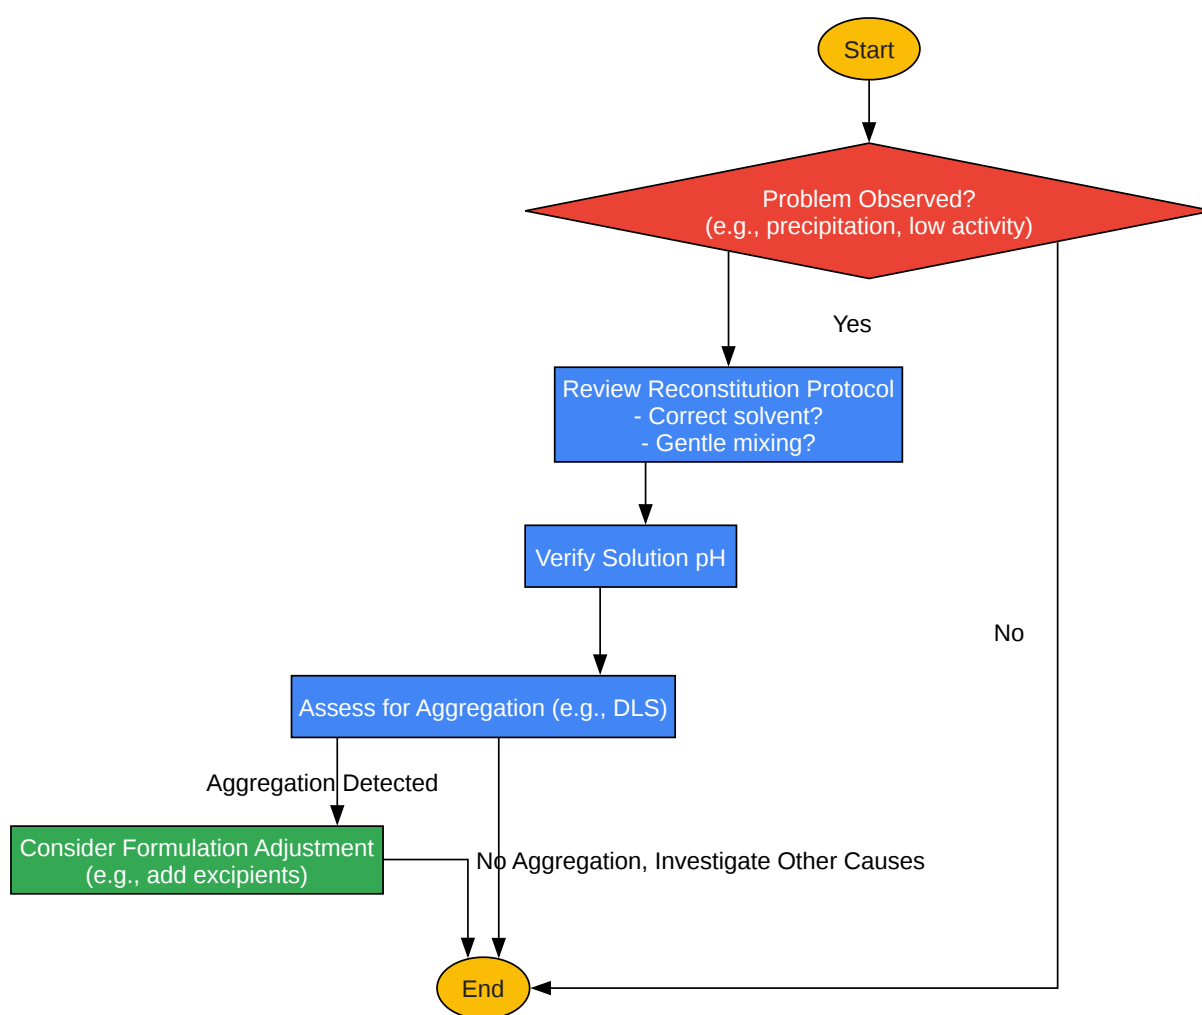 Start
Problem Observed?
(e.g., precipitation, low activity)
Yes
Review Reconstitution Protocol
- Correct solvent?
- Gentle mixing?
Verify Solution pH
No
Assess for Aggregation (e.g., DLS)
Aggregation Detected
Consider Formulation Adjustment
(e.g., add excipients)
No Aggregation, Investigate Other Causes
End